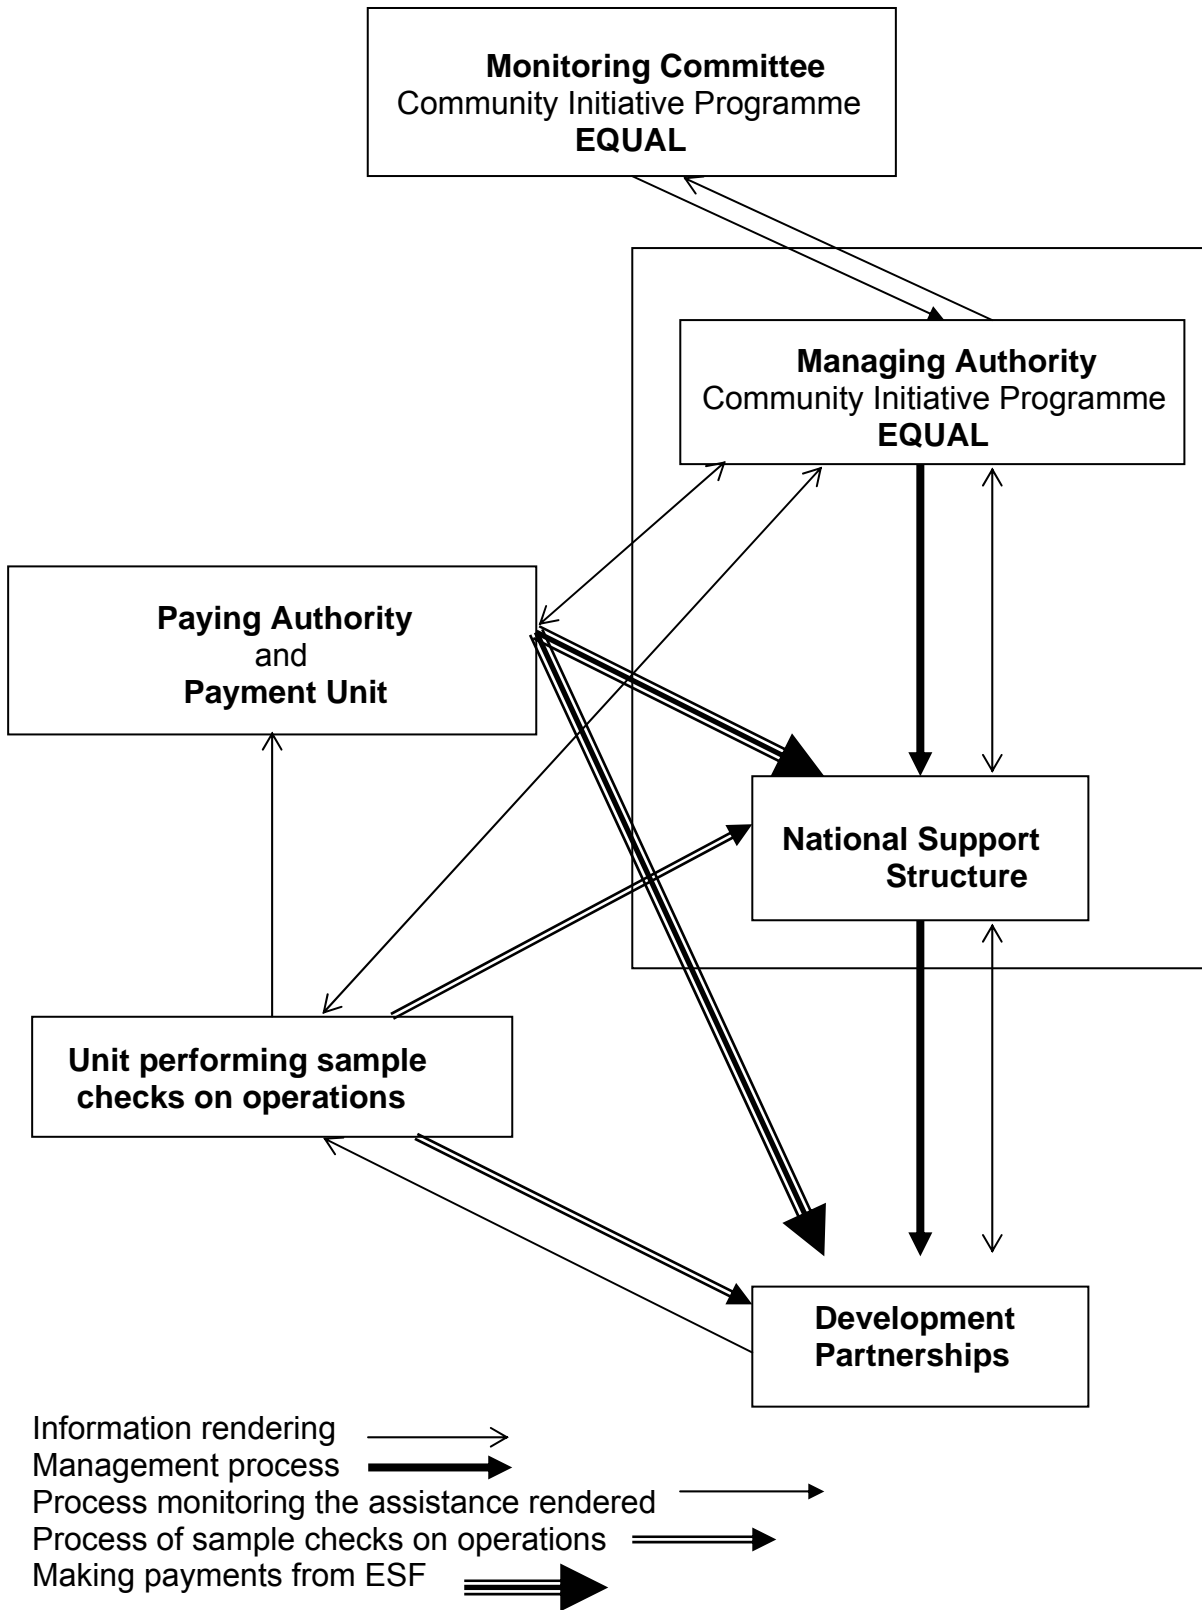 Monitoring Committee
Community Initiative Programme
EQUAL
Managing Authority
Community Initiative Programme
EQUAL
Paying Authority
and
Payment Unit
National Support
Structure
Unit performing sample
checks on operations
Development
Partnerships
Information rendering
Management process
Process monitoring the assistance rendered
Process of sample checks on operations
Making payments from ESF